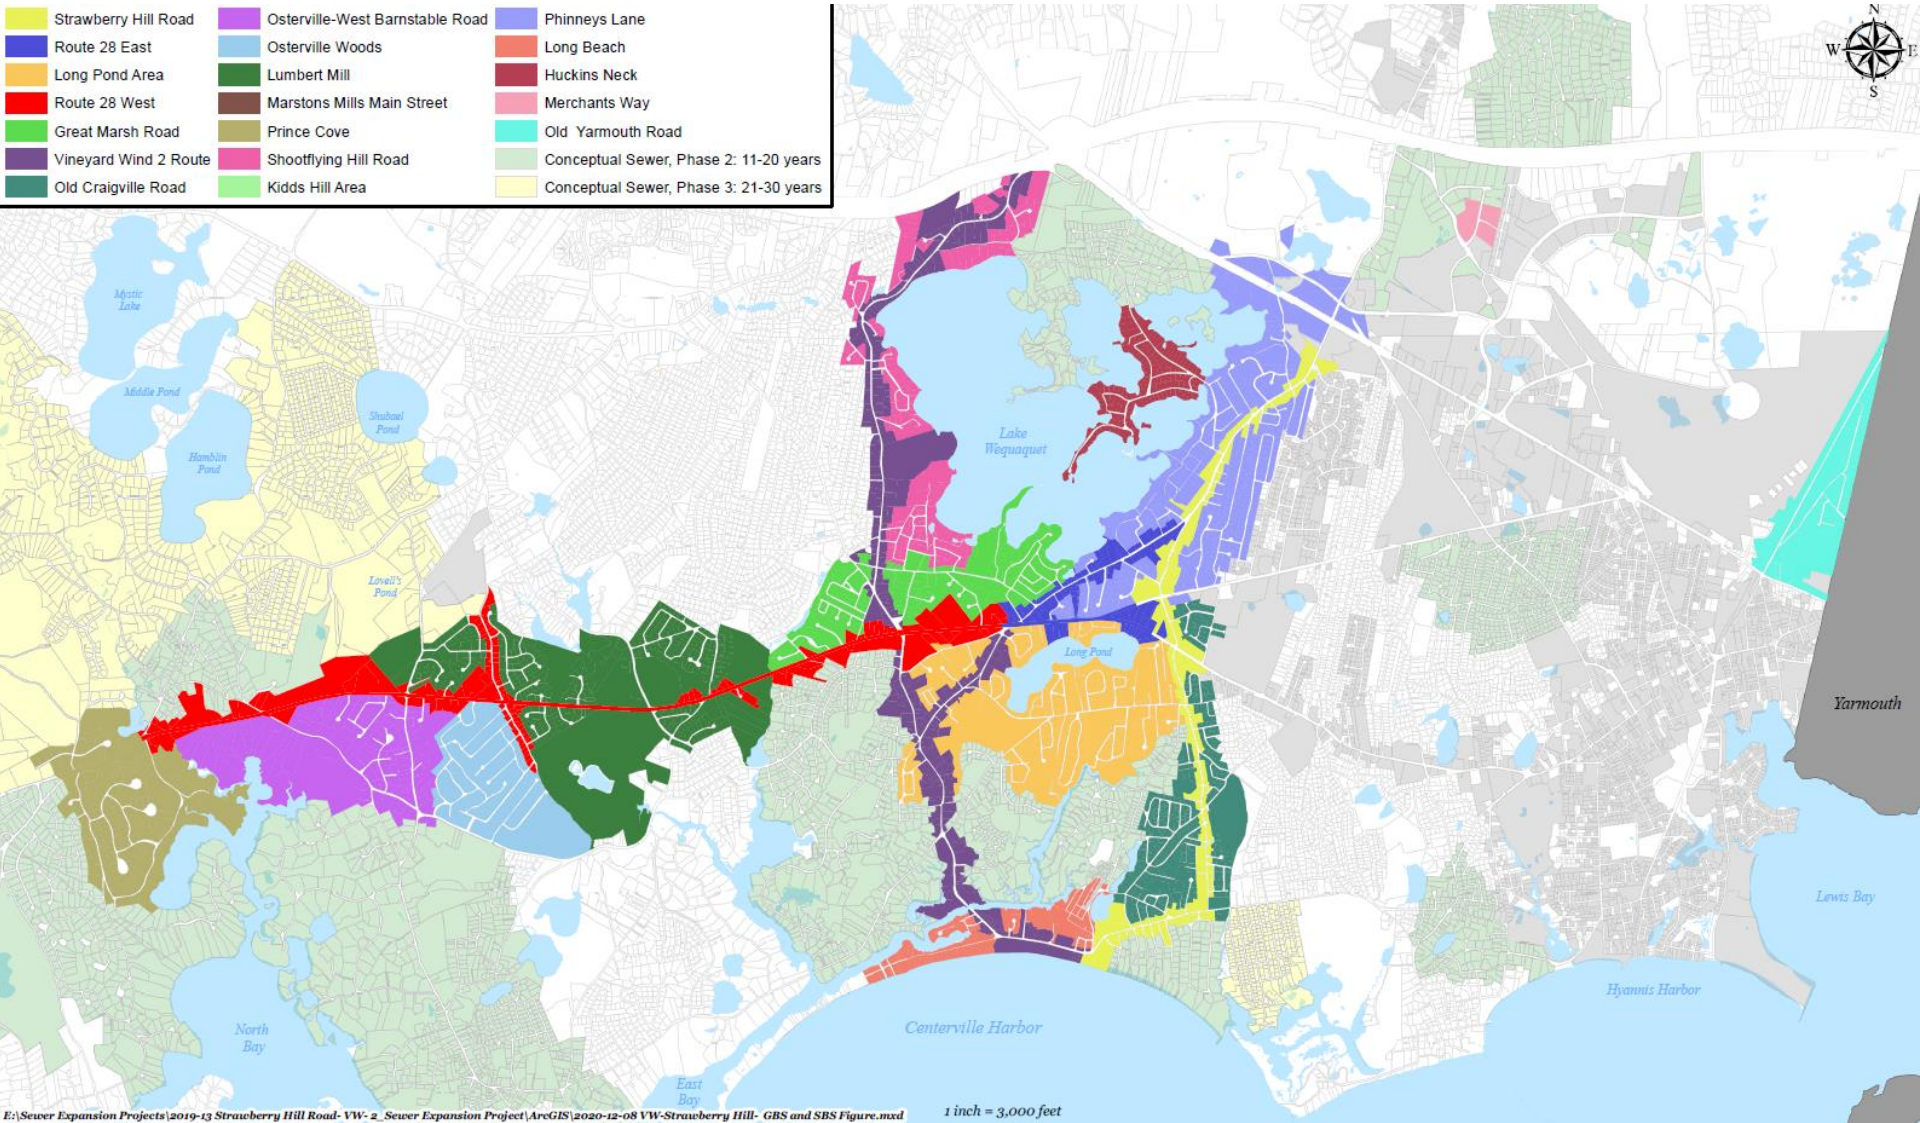 Strawberry Hill Road
Route 28 East
Long Pond Area
Route 28 West
Great Marsh Road
Vineyard Wind 2 Route
Old Craigville Road
Osterville-West Barnstable Road
Osterville Woods
Lumbert Mill
Marstons Mills Main Street
Prince Cove
Shootflying Hill Road
Kidds Hill Area
Phinneys Lane
Long Beach
Huckins Neck
Merchants Way
Old Yarmouth Road
Conceptual Sewer, Phase 2: 11-20 years
Conceptual Sewer, Phase 3: 21-30 years
N
W
E
S
Mystic
Lake
Middle Pond
Shubael
Pond
Hamblin
Pond
Lake
Wequaquet
Lovell's
Pond
Long Pond
Yarmouth
Lewis Bay
Hyannis Harbor
North
Bay
Centerville Harbor
East
Bay
E:\Sewer Expansion Projects\2019-13 Strawberry Hill Road- VW- 2_Sewer Expansion Project\ArcGIS\2020-12-08 VW-Strawberry Hill- GBS and SBS Figure.mxd
1 inch = 3,000 feet